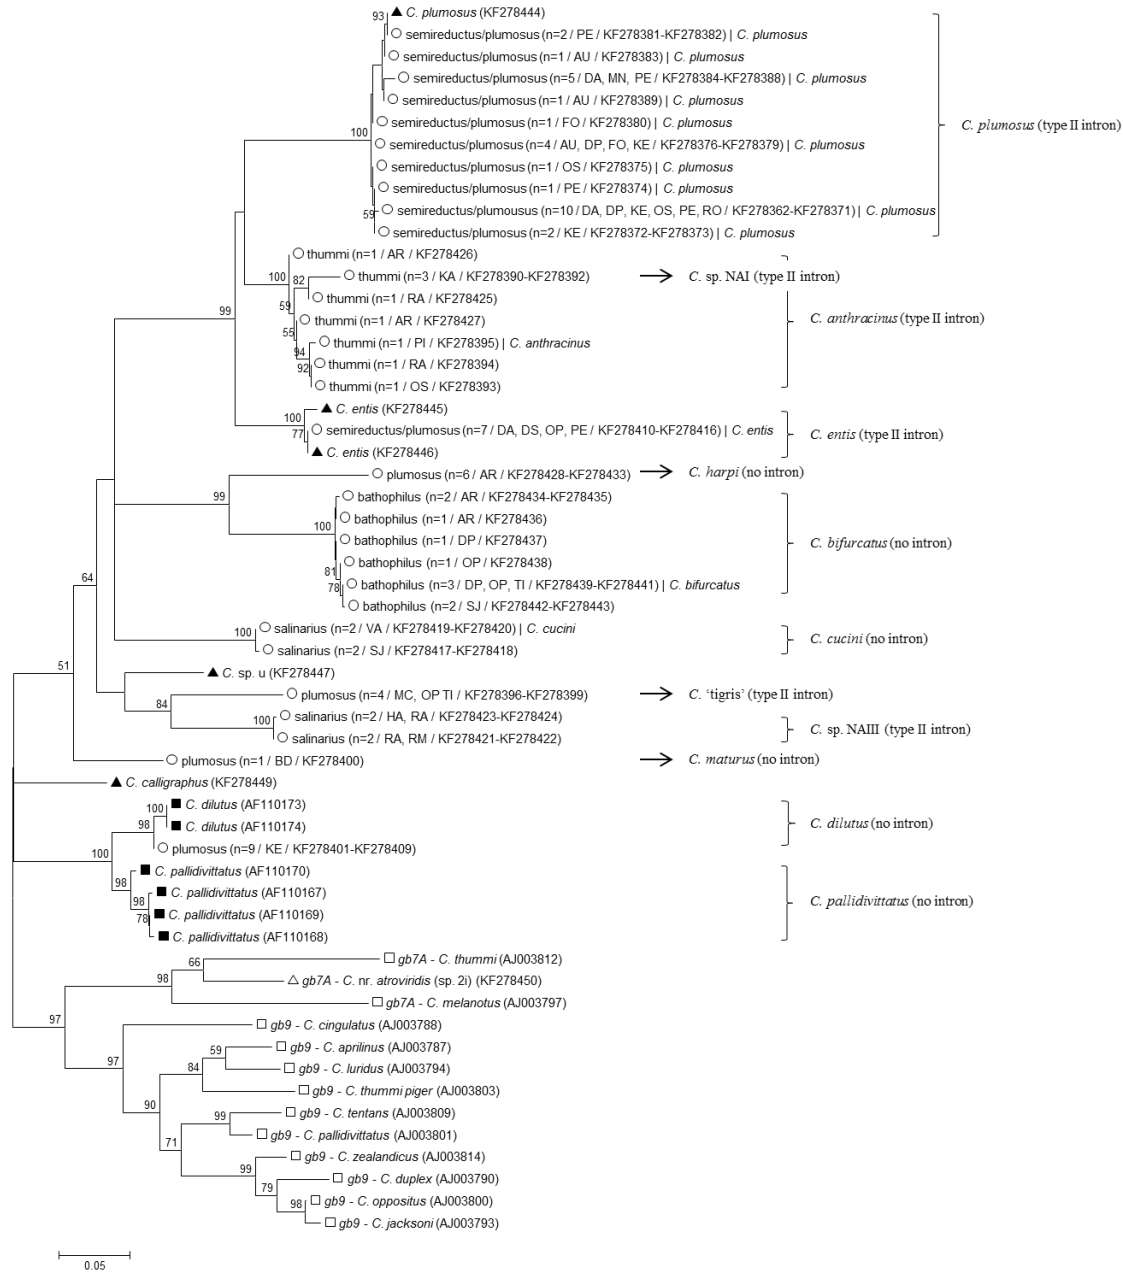 93
C. plumosus (KF278444)
semireductus/plumosus (n=2 / PE / KF278381-KF278382) | C. plumosus
semireductus/plumosus (n=1 / AU / KF278383) | C. plumosus
semireductus/plumosus (n=5 / DA, MN, PE / KF278384-KF278388) | C. plumosus
semireductus/plumosus (n=1 / AU / KF278389) | C. plumosus
semireductus/plumosus (n=1 / FO / KF278380) | C. plumosus
C. plumosus (type II intron)
100
semireductus/plumosus (n=4 / AU, DP, FO, KE / KF278376-KF278379) | C. plumosus
semireductus/plumosus (n=1 / OS / KF278375) | C. plumosus
semireductus/plumosus (n=1 / PE / KF278374) | C. plumosus
semireductus/plumousus (n=10 / DA, DP, KE, OS, PE, RO / KF278362-KF278371) | C. plumosus
59
semireductus/plumosus (n=2 / KE / KF278372-KF278373) | C. plumosus
thummi (n=1 / AR / KF278426)
100
82
thummi (n=3 / KA / KF278390-KF278392)
C. sp. NAI (type II intron)
thummi (n=1 / RA / KF278425)
59
99
thummi (n=1 / AR / KF278427)
C. anthracinus (type II intron)
55
thummi (n=1 / PI / KF278395) | C. anthracinus
94
thummi (n=1 / RA / KF278394)
92
thummi (n=1 / OS / KF278393)
C. entis (KF278445)
100
semireductus/plumosus (n=7 / DA, DS, OP, PE / KF278410-KF278416) | C. entis
C. entis (type II intron)
77
C. entis (KF278446)
plumosus (n=6 / AR / KF278428-KF278433)
C. harpi (no intron)
99
bathophilus (n=2 / AR / KF278434-KF278435)
bathophilus (n=1 / AR / KF278436)
100
bathophilus (n=1 / DP / KF278437)
C. bifurcatus (no intron)
bathophilus (n=1 / OP / KF278438)
81
bathophilus (n=3 / DP, OP, TI / KF278439-KF278441) | C. bifurcatus
78
bathophilus (n=2 / SJ / KF278442-KF278443)
64
salinarius (n=2 / VA / KF278419-KF278420) | C. cucini
100
C. cucini (no intron)
salinarius (n=2 / SJ / KF278417-KF278418)
51
C. sp. u (KF278447)
plumosus (n=4 / MC, OP TI / KF278396-KF278399)
C. ‘tigris’ (type II intron)
84
salinarius (n=2 / HA, RA / KF278423-KF278424)
100
C. sp. NAIII (type II intron)
salinarius (n=2 / RA, RM / KF278421-KF278422)
plumosus (n=1 / BD / KF278400)
C. maturus (no intron)
C. calligraphus (KF278449)
C. dilutus (AF110173)
100
98
C. dilutus (AF110174)
C. dilutus (no intron)
plumosus (n=9 / KE / KF278401-KF278409)
100
C. pallidivittatus (AF110170)
98
C. pallidivittatus (AF110167)
C. pallidivittatus (no intron)
98
C. pallidivittatus (AF110169)
78
C. pallidivittatus (AF110168)
gb7A - C. thummi (AJ003812)
66
98
gb7A - C. nr. atroviridis (sp. 2i) (KF278450)
gb7A - C. melanotus (AJ003797)
97
gb9 - C. cingulatus (AJ003788)
gb9 - C. aprilinus (AJ003787)
59
97
gb9 - C. luridus (AJ003794)
84
gb9 - C. thummi piger (AJ003803)
90
gb9 - C. tentans (AJ003809)
99
gb9 - C. pallidivittatus (AJ003801)
71
gb9 - C. zealandicus (AJ003814)
99
gb9 - C. duplex (AJ003790)
79
gb9 - C. oppositus (AJ003800)
98
gb9 - C. jacksoni (AJ003793)
0.05